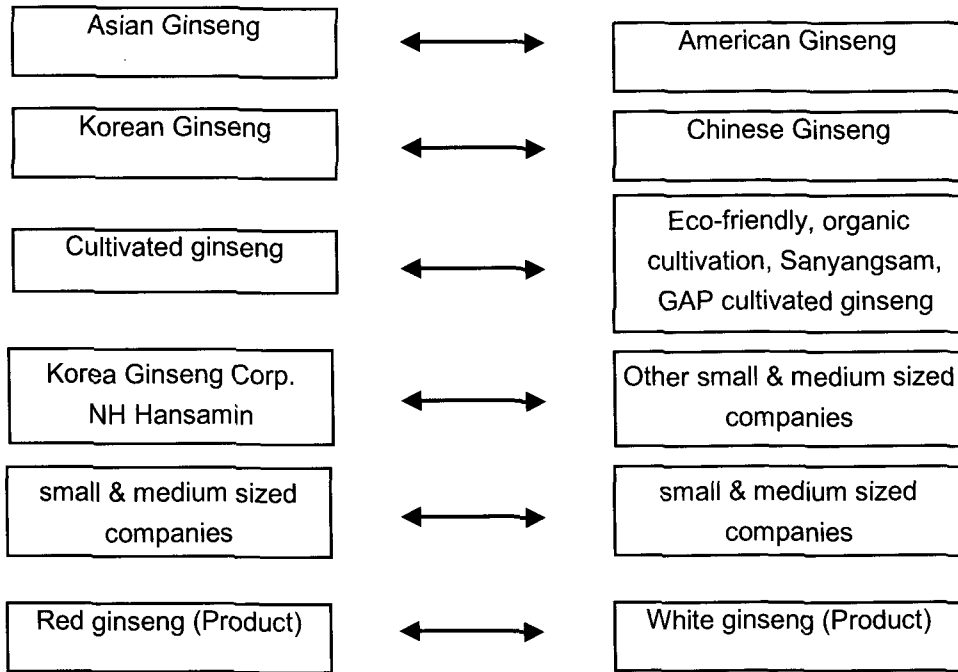 Asian Ginseng
American Ginseng
Korean Ginseng
Chinese Ginseng
Cultivated ginseng
Eco-friendly, organic
cultivation, Sanyangsam,
GAP cultivated ginseng
Korea Ginseng Corp.
NH Hansamin
Other small & medium sized
companies
small & medium sized
companies
small & medium sized
companies
Red ginseng (Product)
White ginseng (Product)